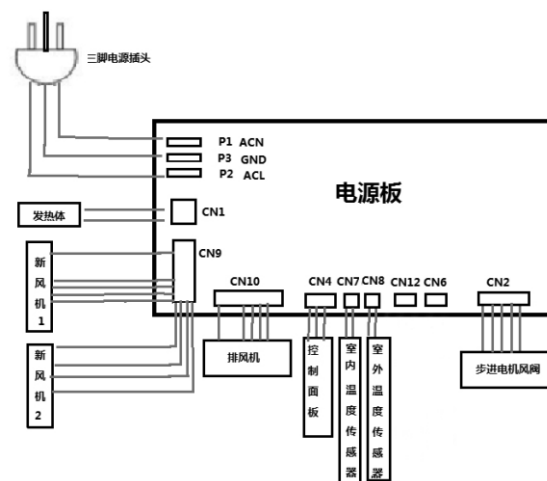 三脚电源插头
P1 ACN
P3 GND
P2 ACL
电源板
发热体
CN1
新风机1
CN9
CN10
CN4
CN7
CN8
CN12
CN6
CN2
新风机2
排风机
控制面板
室内温度传感器
室外温度传感器
步进电机风阀